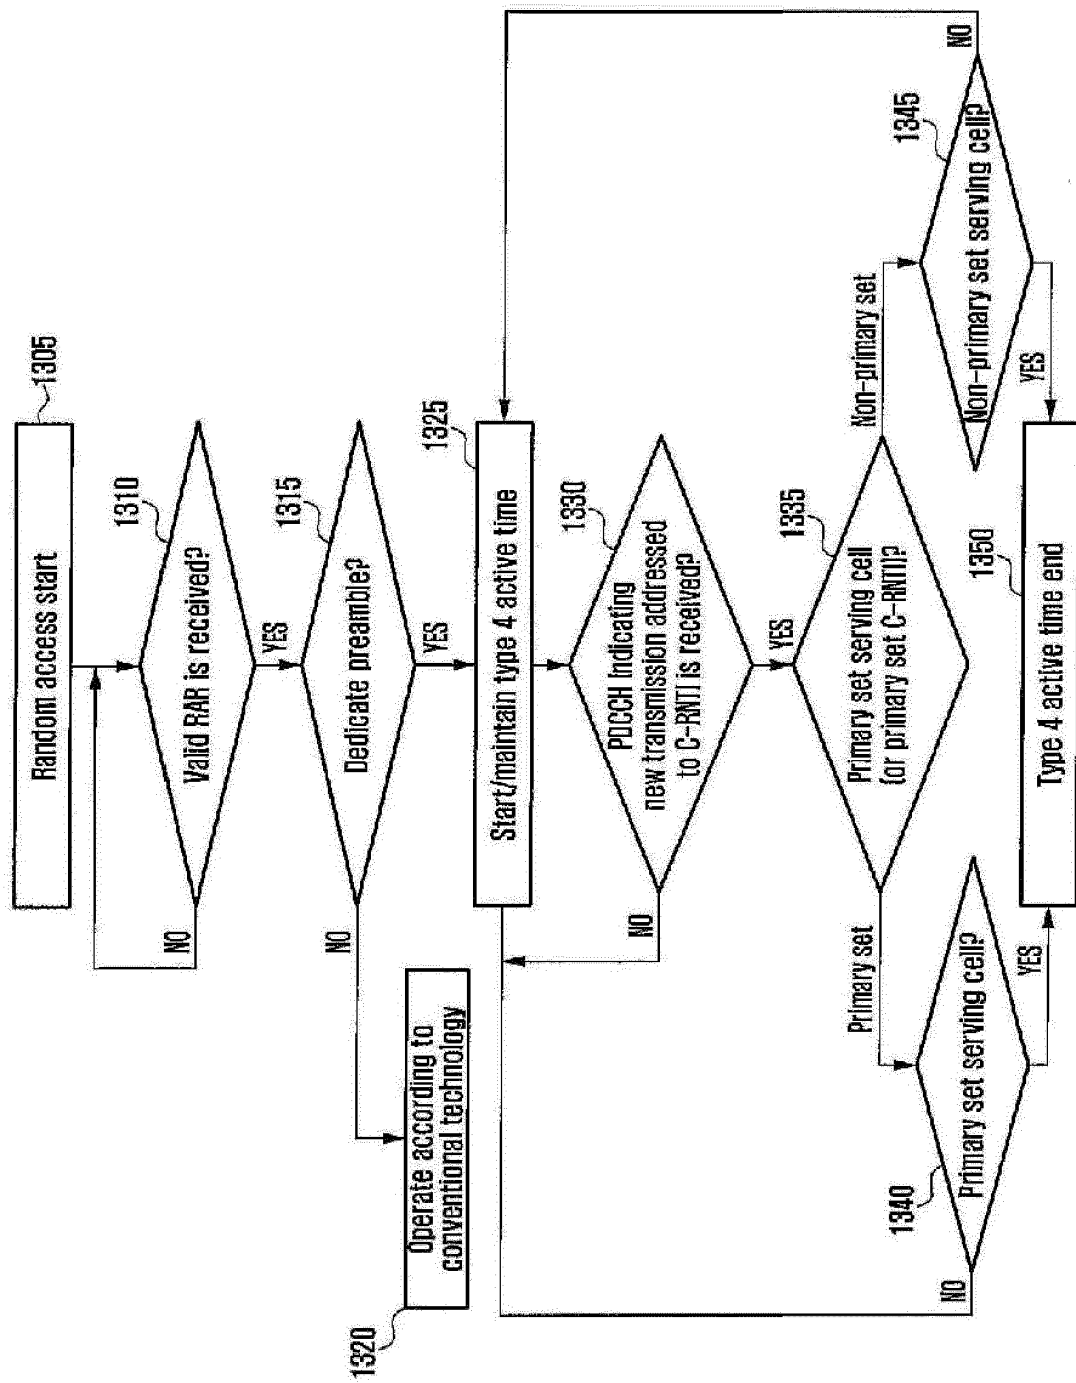 Random access start
1305
Valid RAR is received?
1310
NO
YES
Dedicate preamble?
1315
NO
YES
Operate according to
conventional technology
1320
Start/maintain type 4 active time
1325
PDCCH Indicating
new transmission addressed
to C-RNTI is received?
1330
NO
YES
Primary set serving cell
(or primary set C-RNTI)?
1335
Primary set
Non-primary set
Primary set serving cell?
1340
NO
YES
Non-primary set serving cell?
1345
NO
YES
Type 4 active time end
1350